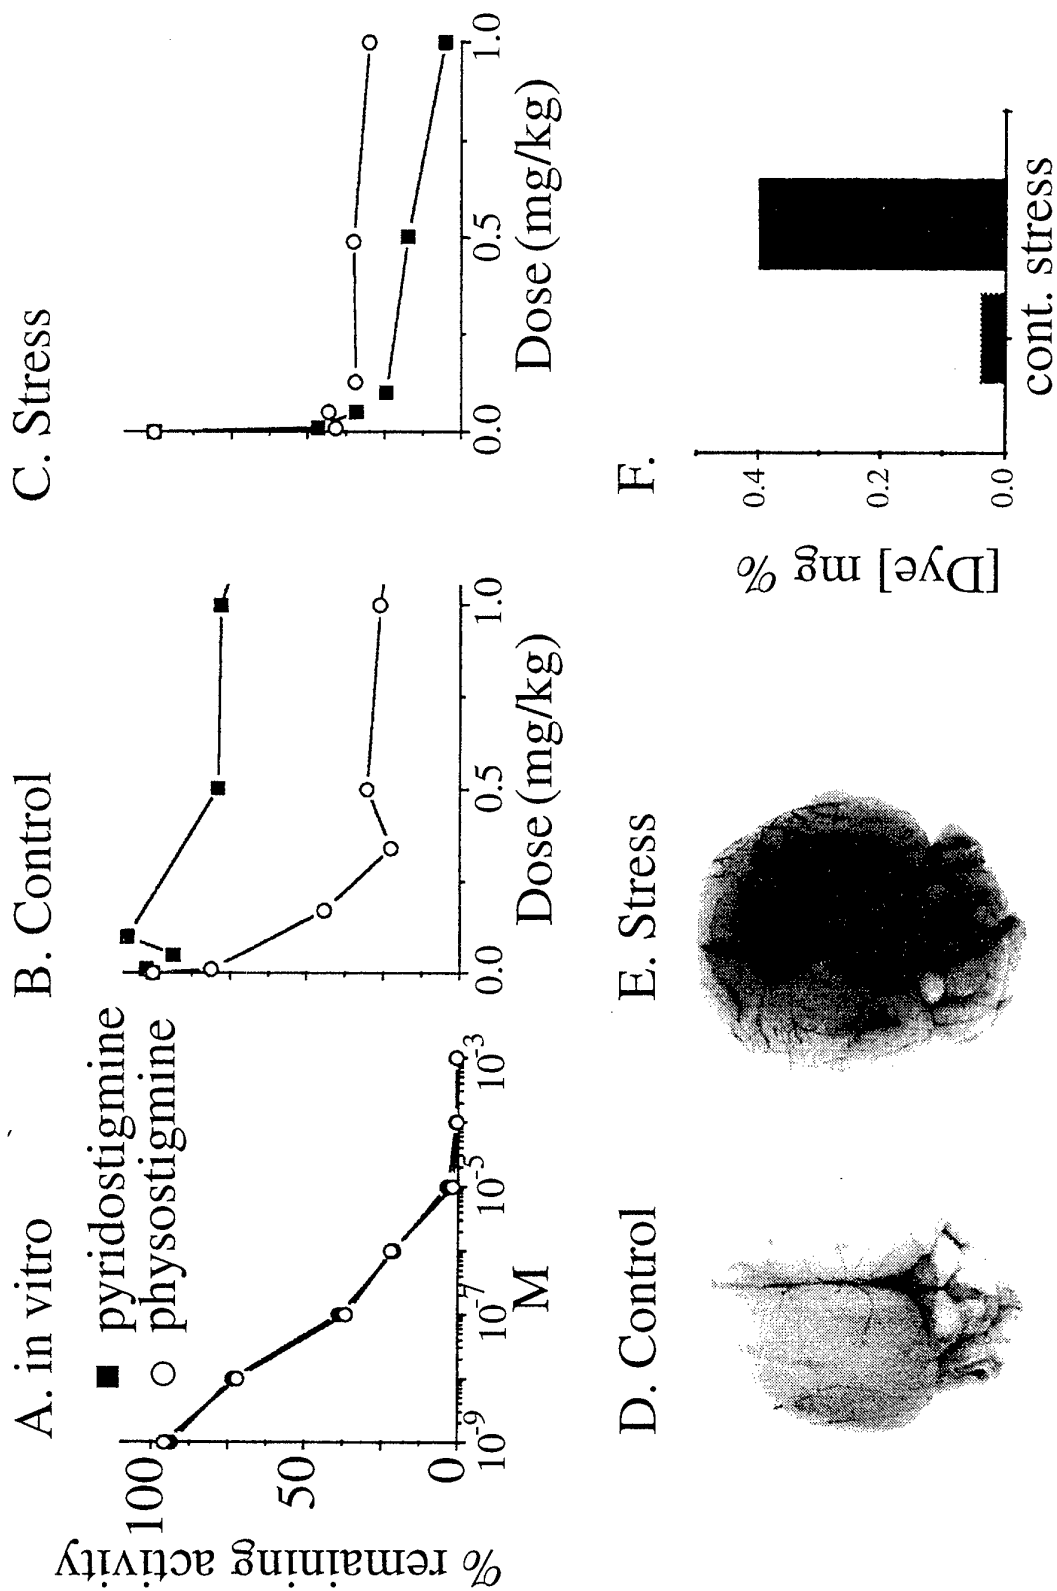 A. in vitro
pyridostigmine
physostigmine
% remaining activity
100
50
0
10-9
10-7
10-5
10-3
M
B. Control
0.0
0.5
1.0
Dose (mg/kg)
C. Stress
0.0
0.5
1.0
Dose (mg/kg)
D. Control
E. Stress
F.
[Dye] mg %
0.4
0.2
0.0
cont. stress